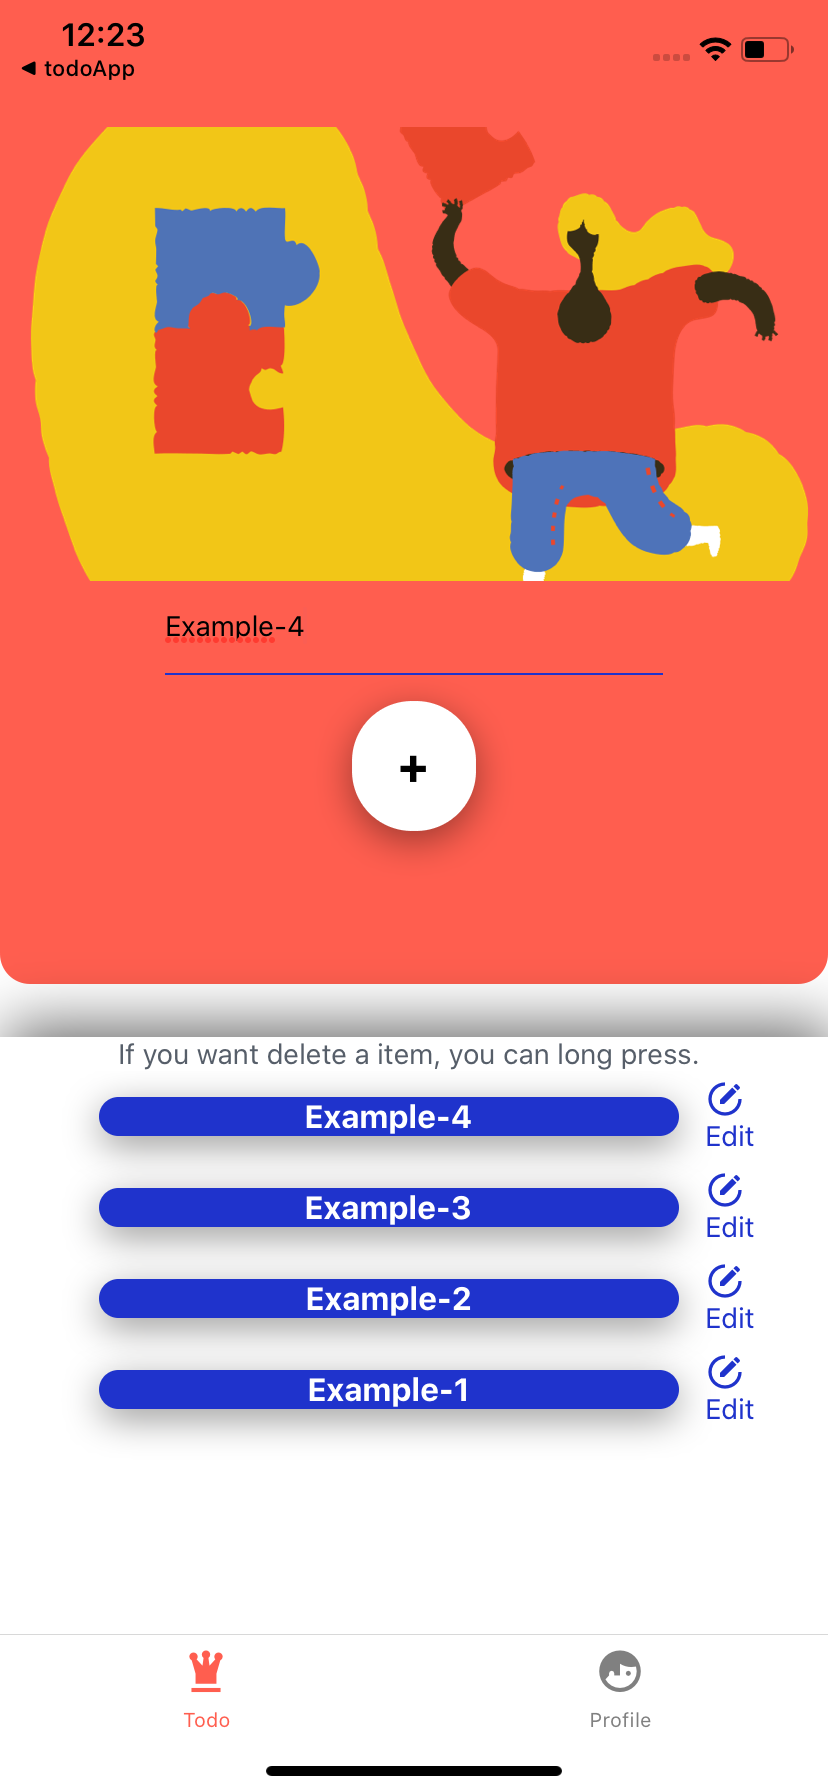 12:23
◀ todoApp
Example-4
+
If you want delete a item, you can long press.
Example-4
Edit
Example-3
Edit
Example-2
Edit
Example-1
Edit
Todo
Profile